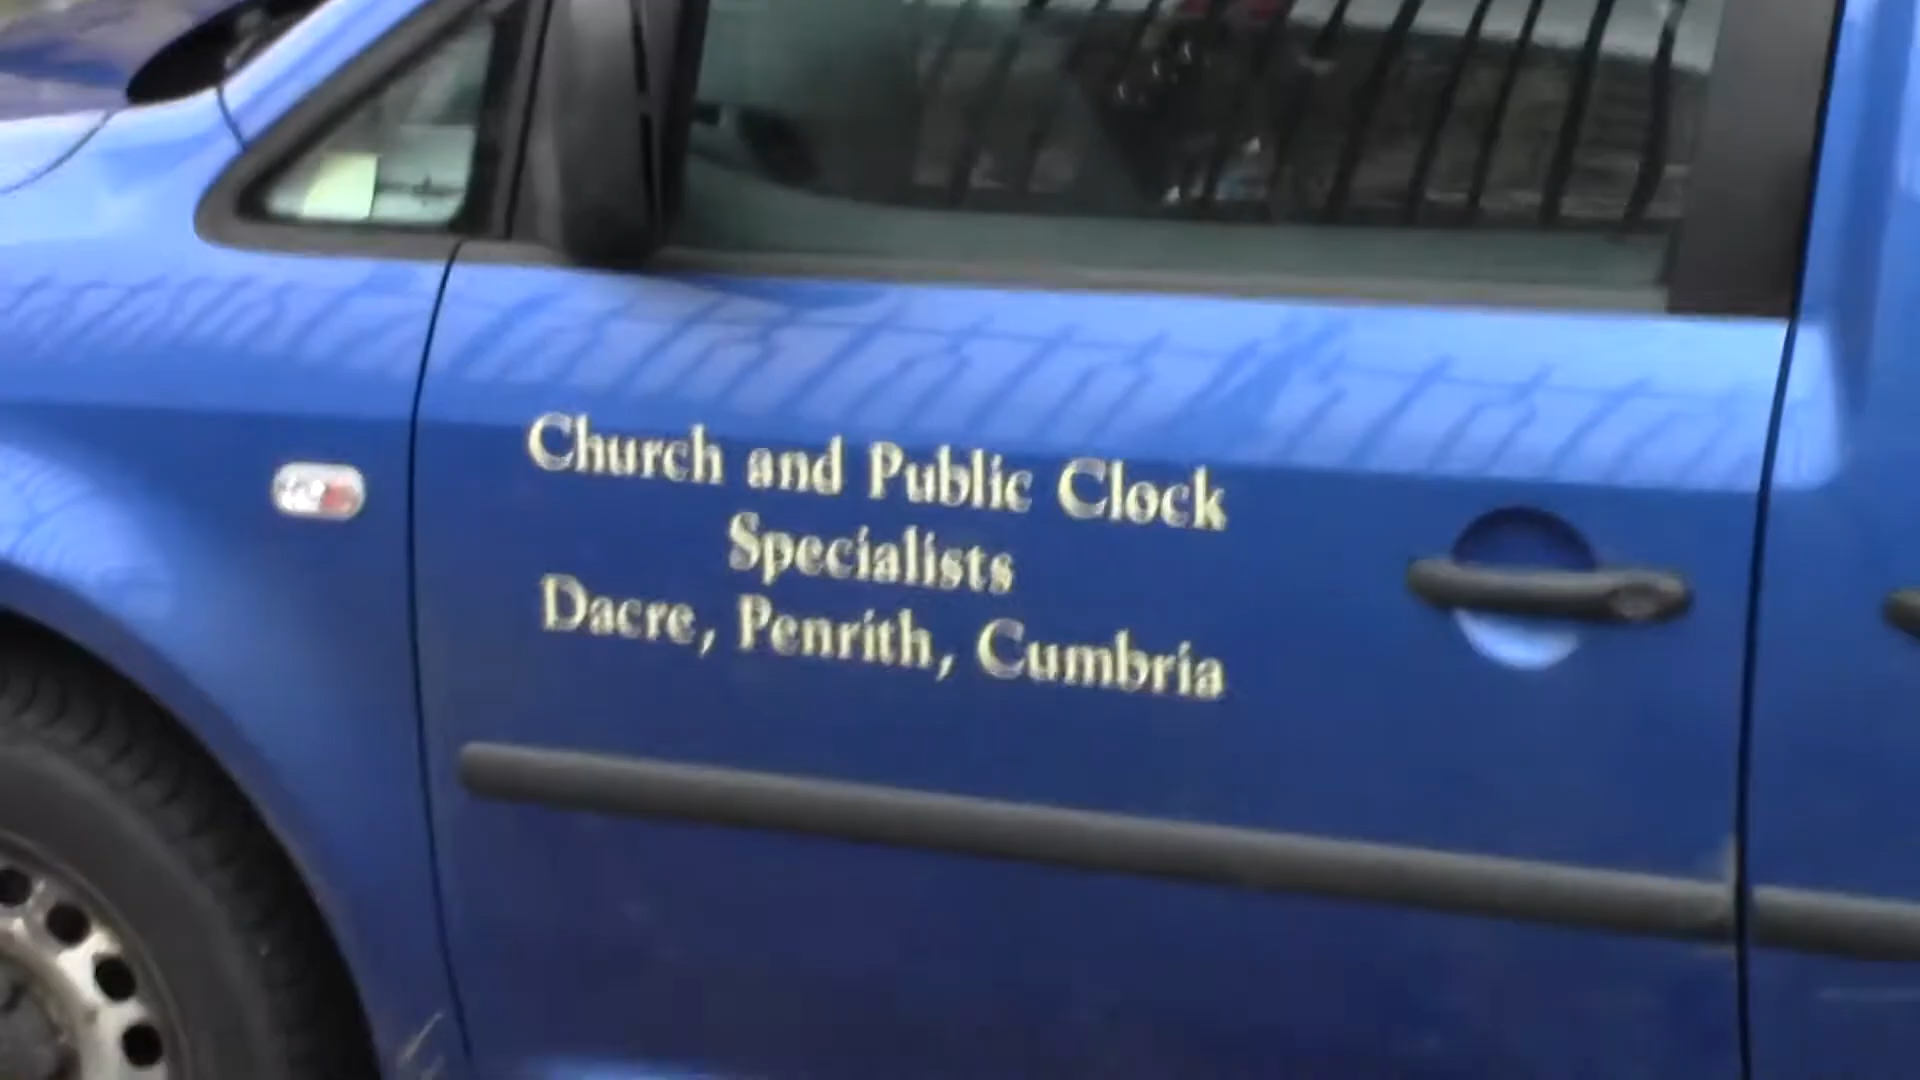 Church and Public Clock
Specialists
Dacre, Penrith, Cumbria